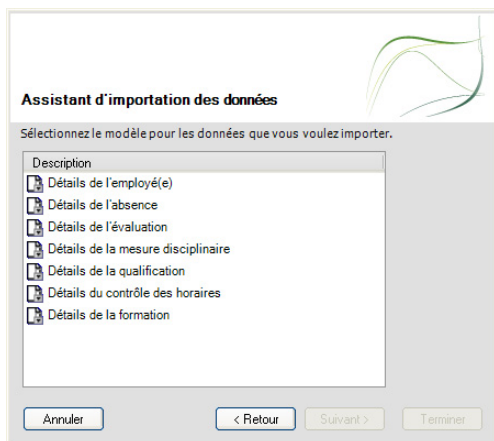 Assistant d'importation des données
Sélectionnez le modèle pour les données que vous voulez importer.
Description
Détails de l'employé(e)
Détails de l'absence
Détails de l'évaluation
Détails de la mesure disciplinaire
Détails de la qualification
Détails du contrôle des horaires
Détails de la formation
Annuler
< Retour
Suivant >
Terminer